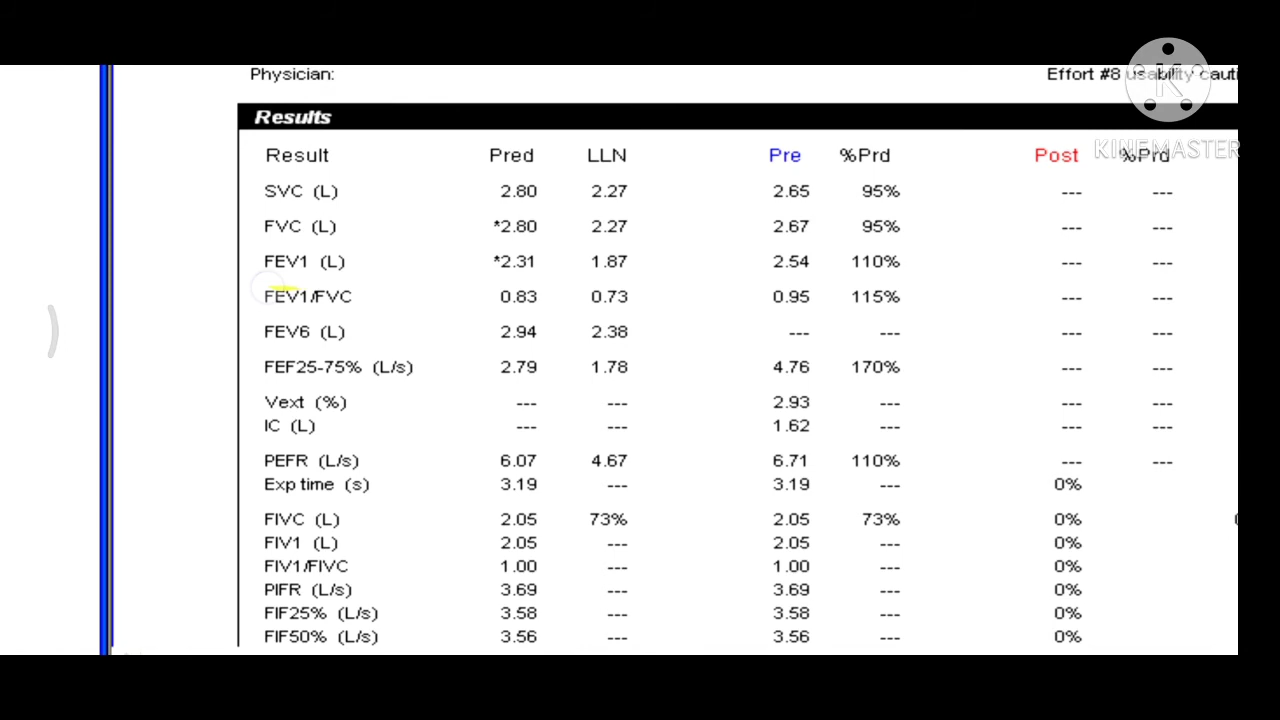 Physician: Effort #8 usability cauti
Results
Result Pred LLN Pre %Prd Post %Prd
SVC (L) 2.80 2.27 2.65 95% --- ---
FVC (L) *2.80 2.27 2.67 95% --- ---
FEV1 (L) *2.31 1.87 2.54 110% --- ---
FEV1/FVC 0.83 0.73 0.95 115% --- ---
FEV6 (L) 2.94 2.38 --- --- --- ---
FEF25-75% (L/s) 2.79 1.78 4.76 170% --- ---
Vext (%) --- --- 2.93 --- --- ---
IC (L) --- --- 1.62 --- --- ---
PEFR (L/s) 6.07 4.67 6.71 110% --- ---
Exp time (s) 3.19 --- 3.19 --- 0%
FIVC (L) 2.05 73% 2.05 73% 0%
FIV1 (L) 2.05 --- 2.05 --- 0%
FIV1/FIVC 1.00 --- 1.00 --- 0%
PIFR (L/s) 3.69 --- 3.69 --- 0%
FIF25% (L/s) 3.58 --- 3.58 --- 0%
FIF50% (L/s) 3.56 --- 3.56 --- 0%
K
KINEMASTER